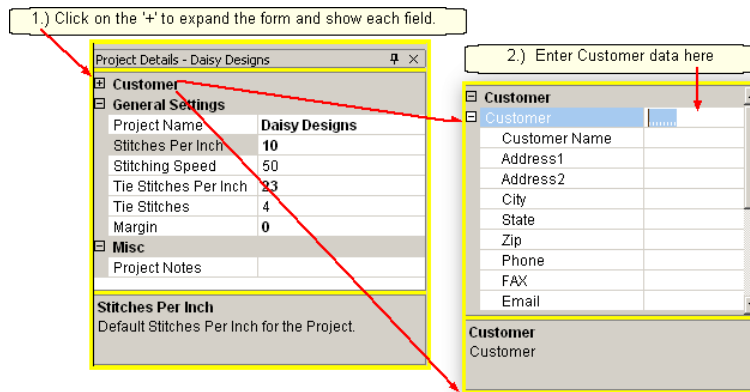 1.) Click on the '+' to expand the form and show each field.
Project Details - Daisy Designs
Customer
General Settings
Project Name Daisy Designs
Stitches Per Inch 10
Stitching Speed 50
Tie Stitches Per Inch 23
Tie Stitches 4
Margin 0
Misc
Project Notes
Stitches Per Inch
Default Stitches Per Inch for the Project.
2.) Enter Customer data here
Customer
Customer ,,,,,,,,
Customer Name
Address1
Address2
City
State
Zip
Phone
FAX
Email
Customer
Customer